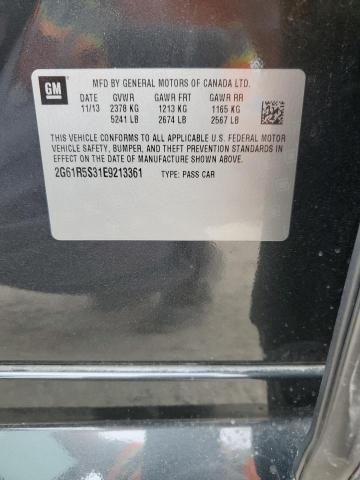 GM
MFD BY GENERAL MOTORS OF CANADA LTD.
DATE GVWR GAWR FRT GAWR RR
11/13 2378 KG 1213 KG 1165 KG
5241 LB 2674 LB 2567 LB
THIS VEHICLE CONFORMS TO ALL APPLICABLE U.S. FEDERAL MOTOR
VEHICLE SAFETY, BUMPER, AND THEFT PREVENTION STANDARDS IN
EFFECT ON THE DATE OF MANUFACTURE SHOWN ABOVE.
2G61R5S31E9213361 TYPE: PASS CAR